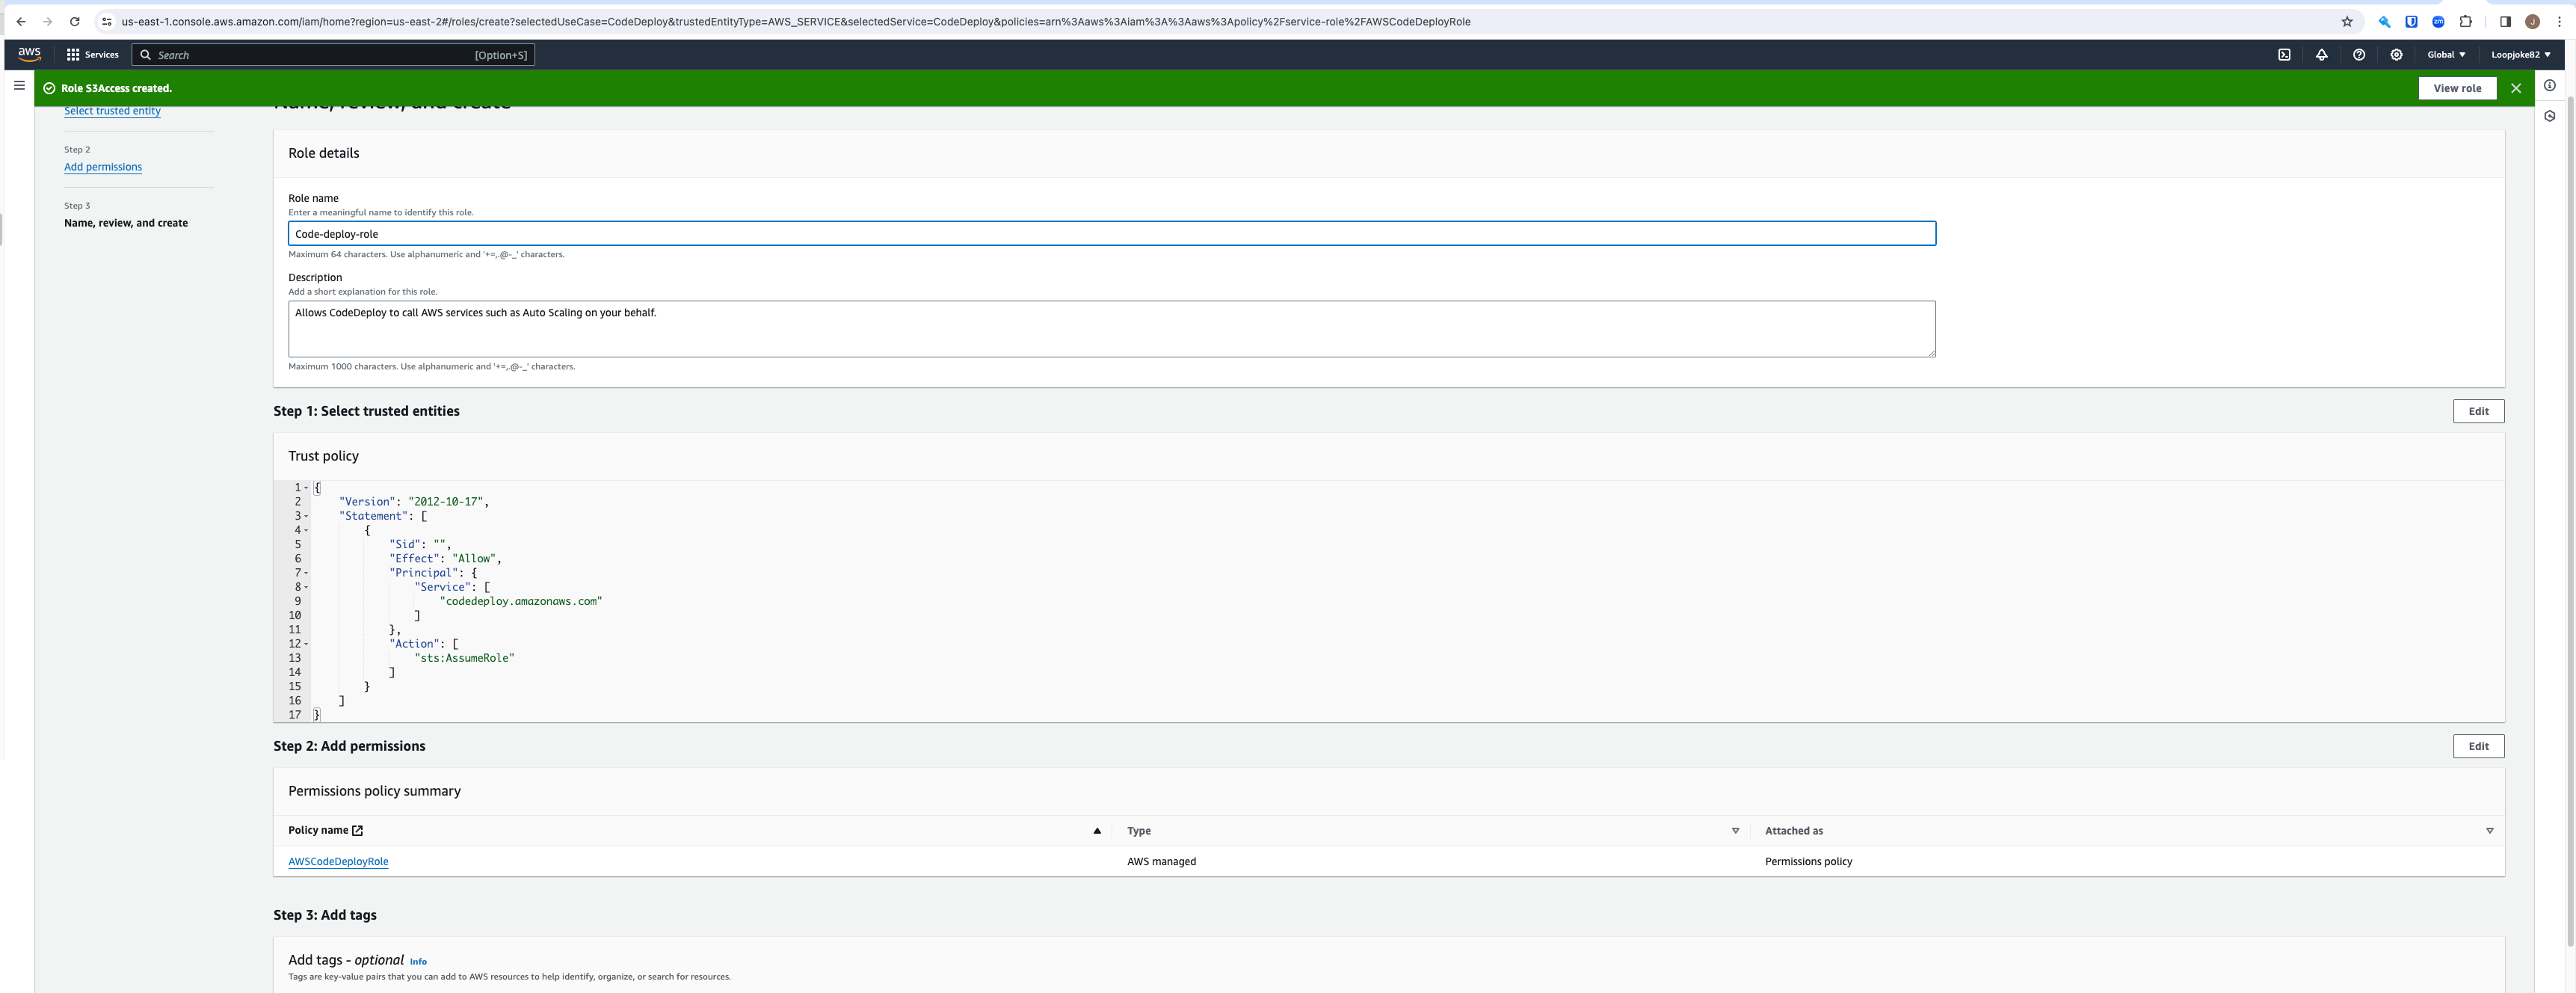 us-east-1.console.aws.amazon.com/iam/home?region=us-east-2#/roles/create?selectedUseCase=CodeDeploy&trustedEntityType=AWS_SERVICE&selectedService=CodeDeploy&policies=arn%3Aaws%3Aiam%3A%3Aaws%3Apolicy%2Fservice-role%2FAWSCodeDeployRole
zm
J
aws
Services
Search
[Option+S]
Global
Loopjoke82
Role S3Access created.
View role
Name, review, and create
Select trusted entity
Step 2
Add permissions
Step 3
Name, review, and create
Role details
Role name
Enter a meaningful name to identify this role.
Code-deploy-role
Maximum 64 characters. Use alphanumeric and '+=,.@-_' characters.
Description
Add a short explanation for this role.
Allows CodeDeploy to call AWS services such as Auto Scaling on your behalf.
Maximum 1000 characters. Use alphanumeric and '+=,.@-_' characters.
Step 1: Select trusted entities
Edit
Trust policy
1 {
2 "Version": "2012-10-17",
3 "Statement": [
4 {
5 "Sid": "",
6 "Effect": "Allow",
7 "Principal": {
8 "Service": [
9 "codedeploy.amazonaws.com"
10 ]
11 },
12 "Action": [
13 "sts:AssumeRole"
14 ]
15 }
16 ]
17 }
Step 2: Add permissions
Edit
Permissions policy summary
Policy name
Type
Attached as
AWSCodeDeployRole
AWS managed
Permissions policy
Step 3: Add tags
Add tags - optional Info
Tags are key-value pairs that you can add to AWS resources to help identify, organize, or search for resources.